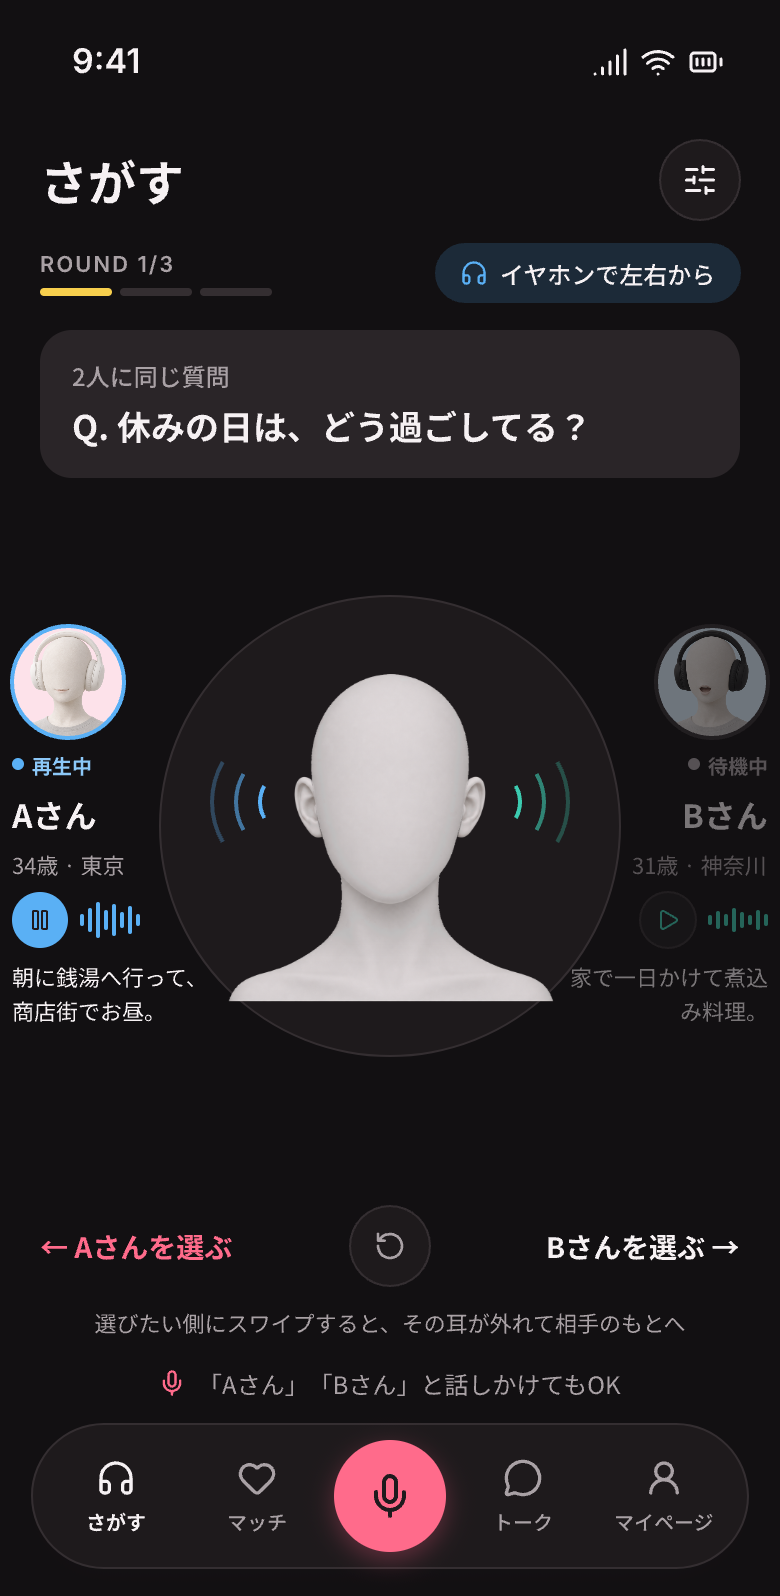 9:41
さがす
ROUND 1/3
イヤホンで左右から
2人に同じ質問
Q. 休みの日は、どう過ごしてる？
再生中
Aさん
34歳・東京
朝に銭湯へ行って、
商店街でお昼。
待機中
Bさん
31歳・神奈川
家で一日かけて煮込
み料理。
← Aさんを選ぶ
Bさんを選ぶ →
選びたい側にスワイプすると、その耳が外れて相手のもとへ
「Aさん」「Bさん」と話しかけてもOK
さがす
マッチ
トーク
マイページ